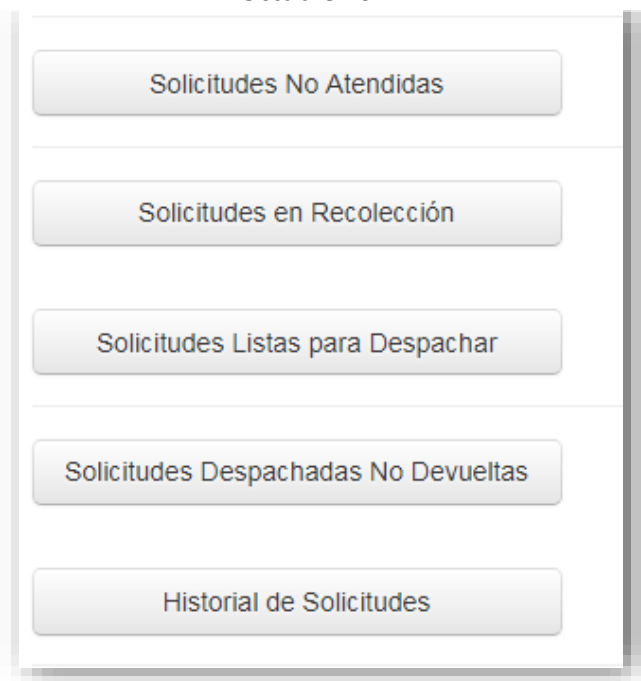 Solicitudes No Atendidas
Solicitudes en Recolección
Solicitudes Listas para Despachar
Solicitudes Despachadas No Devueltas
Historial de Solicitudes